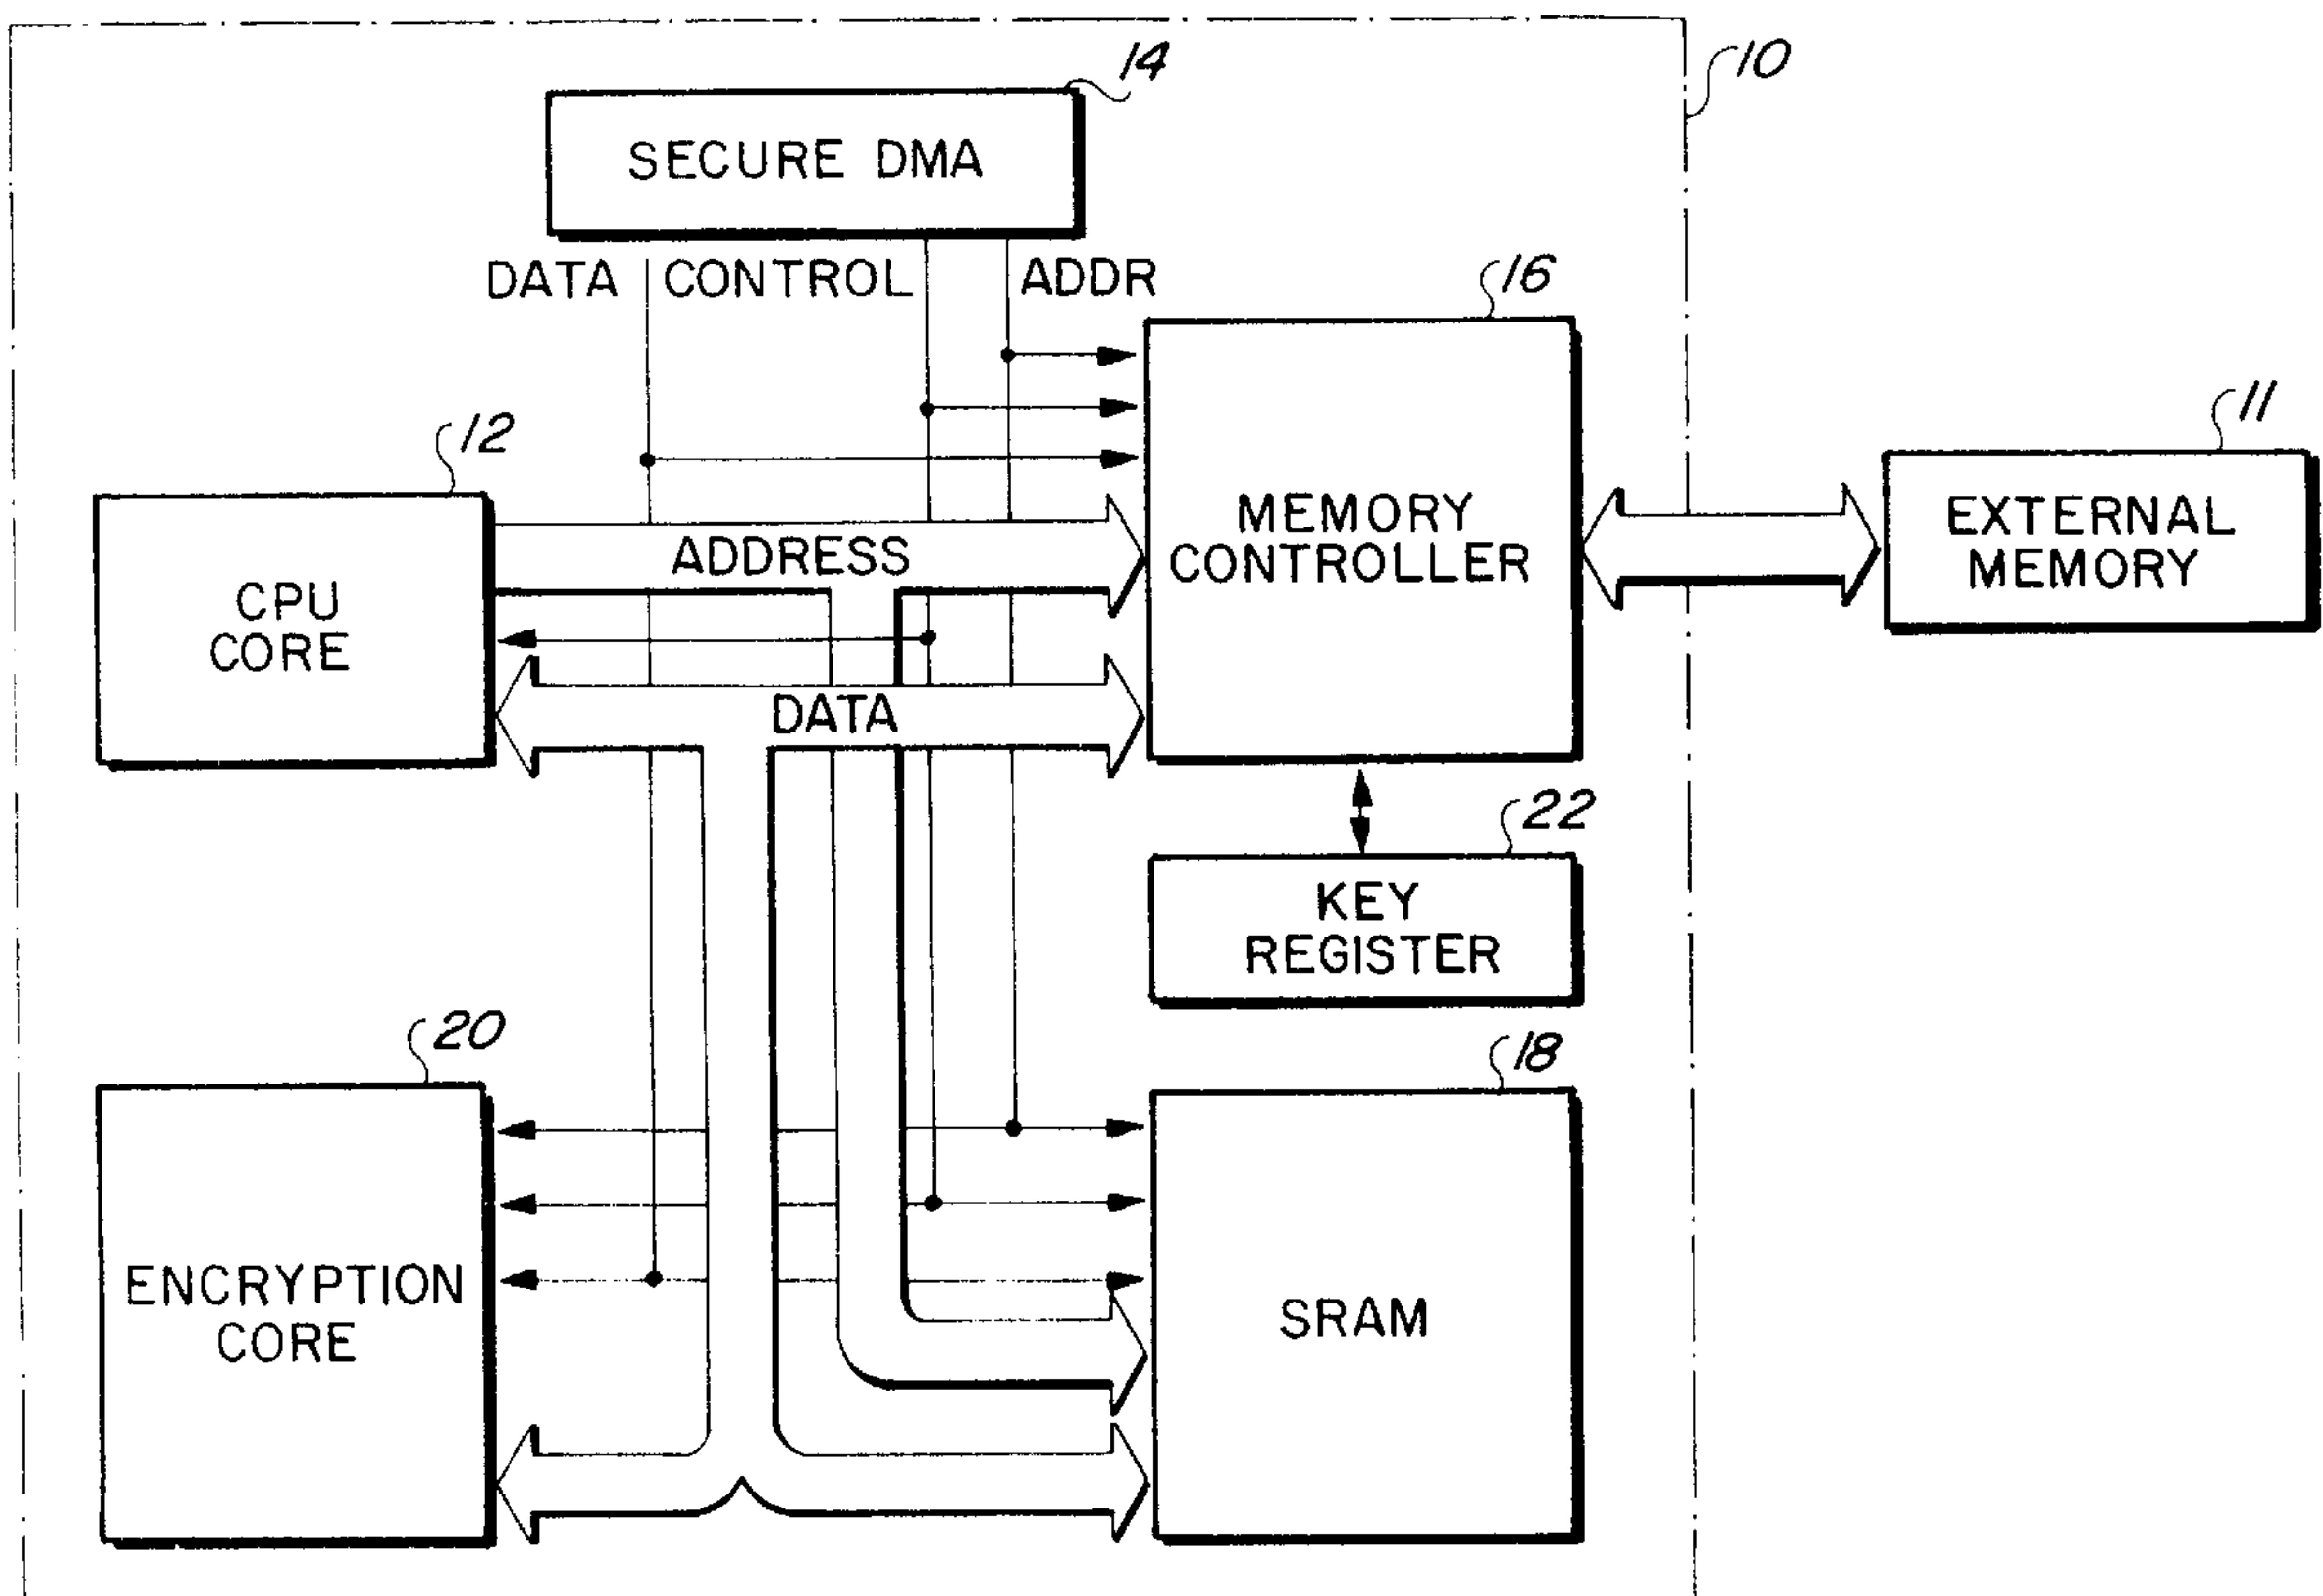 14
10
SECURE DMA
DATA CONTROL ADDR
16
11
12
MEMORY
CONTROLLER
EXTERNAL
MEMORY
ADDRESS
CPU
CORE
DATA
22
KEY
REGISTER
20
18
ENCRYPTION
CORE
SRAM